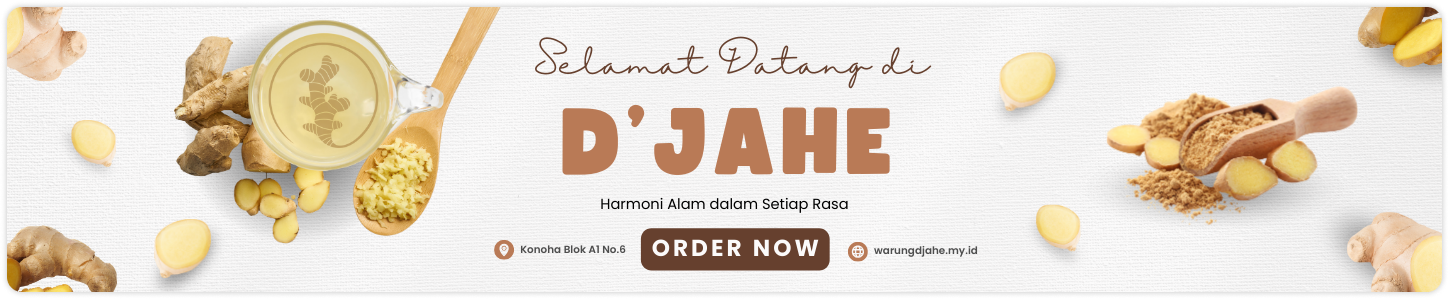 Selamat Datang di
D'JAHE
Harmoni Alam dalam Setiap Rasa
Konoha Blok A1 No.6
ORDER NOW
warungdjahe.my.id